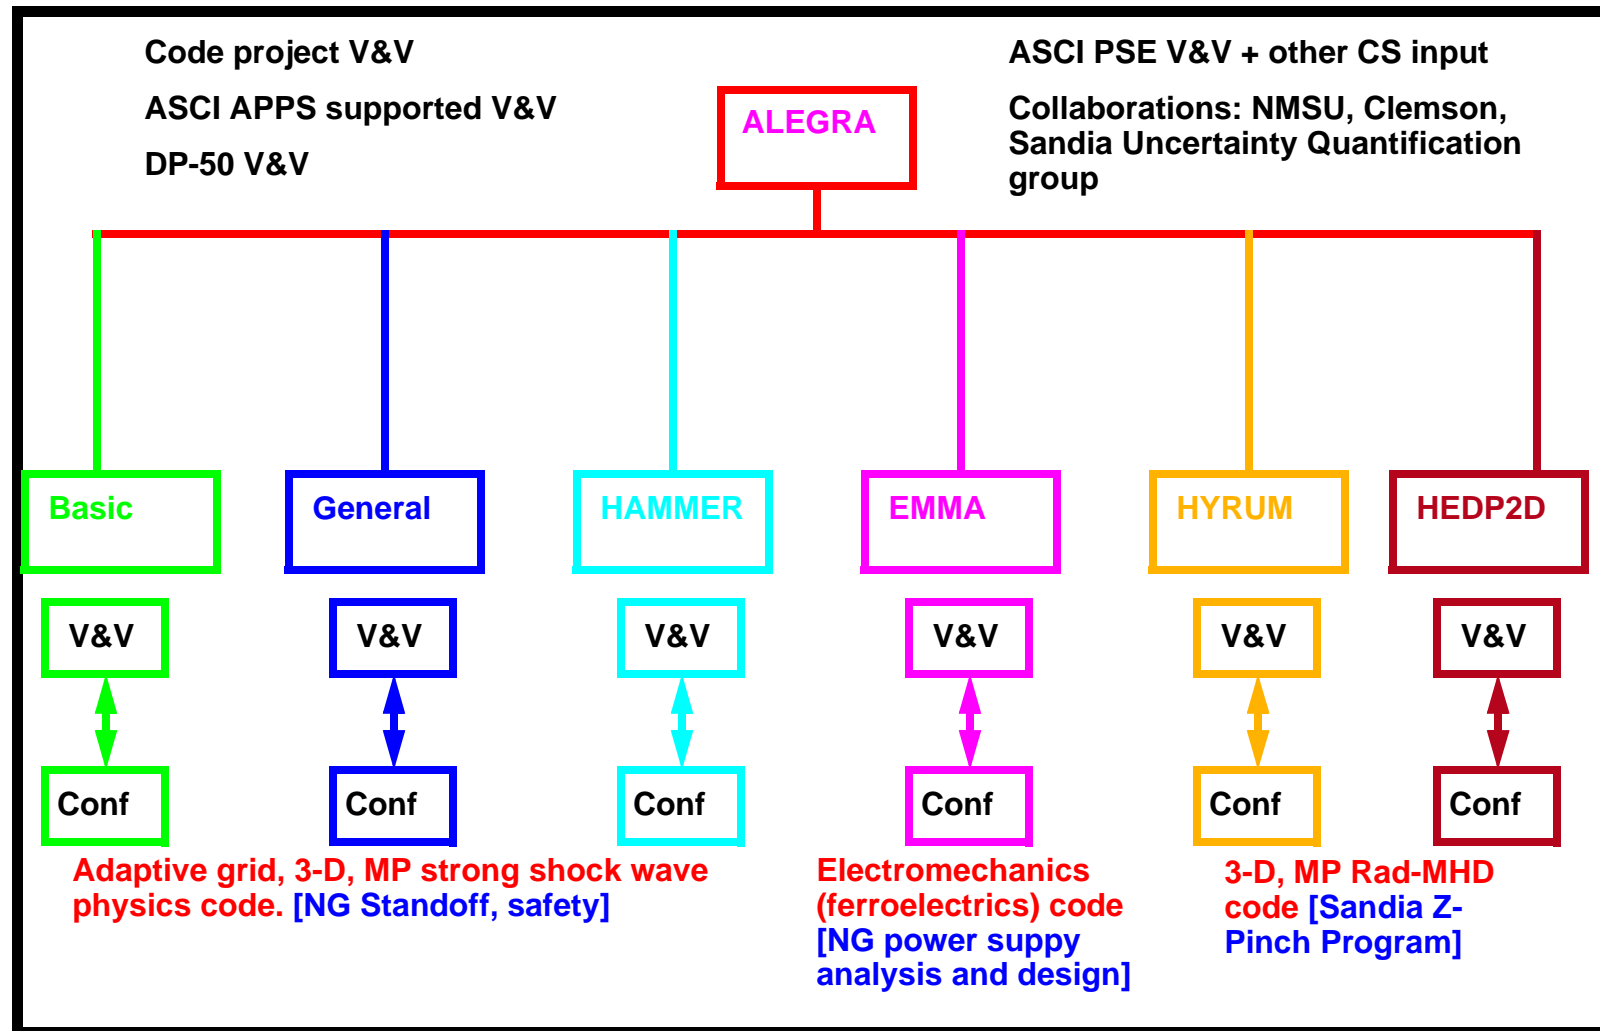 Code project V&V
ASCI APPS supported V&V
DP-50 V&V
ALEGRA
ASCI PSE V&V + other CS input
Collaborations: NMSU, Clemson,
Sandia Uncertainty Quantification
group
Basic
General
HAMMER
EMMA
HYRUM
HEDP2D
V&V
V&V
V&V
V&V
V&V
V&V
Conf
Conf
Conf
Conf
Conf
Conf
Adaptive grid, 3-D, MP strong shock wave
physics code. [NG Standoff, safety]
Electromechanics
(ferroelectrics) code
[NG power suppy
analysis and design]
3-D, MP Rad-MHD
code [Sandia Z-
Pinch Program]